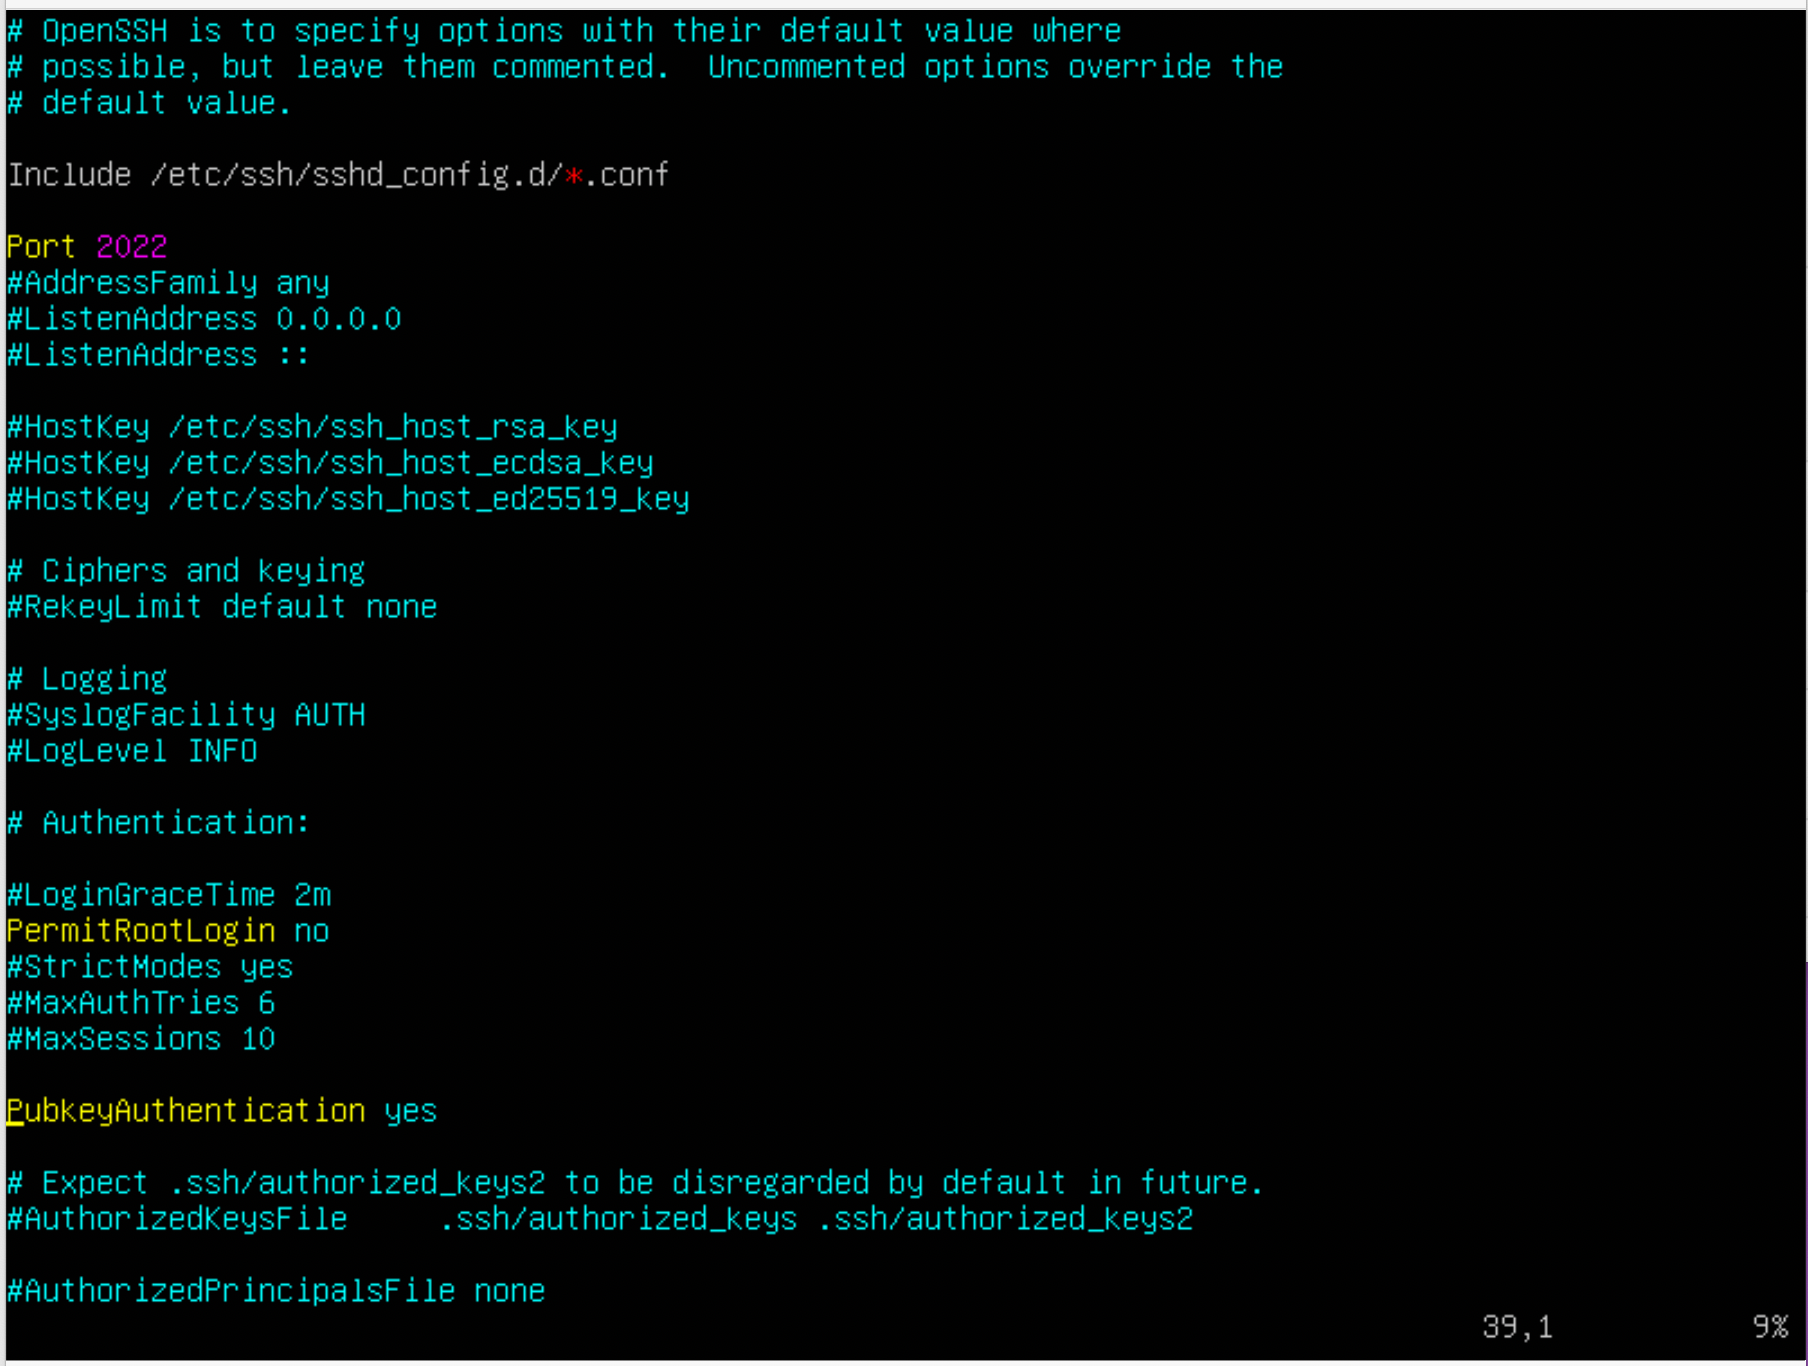 # OpenSSH is to specify options with their default value where
# possible, but leave them commented.  Uncommented options override the
# default value.
Include /etc/ssh/sshd_config.d/*.conf
Port 2022
#AddressFamily any
#ListenAddress 0.0.0.0
#ListenAddress ::
#HostKey /etc/ssh/ssh_host_rsa_key
#HostKey /etc/ssh/ssh_host_ecdsa_key
#HostKey /etc/ssh/ssh_host_ed25519_key
# Ciphers and keying
#RekeyLimit default none
# Logging
#SyslogFacility AUTH
#LogLevel INFO
# Authentication:
#LoginGraceTime 2m
PermitRootLogin no
#StrictModes yes
#MaxAuthTries 6
#MaxSessions 10
PubkeyAuthentication yes
# Expect .ssh/authorized_keys2 to be disregarded by default in future.
#AuthorizedKeysFile     .ssh/authorized_keys .ssh/authorized_keys2
#AuthorizedPrincipalsFile none
39,1 9%